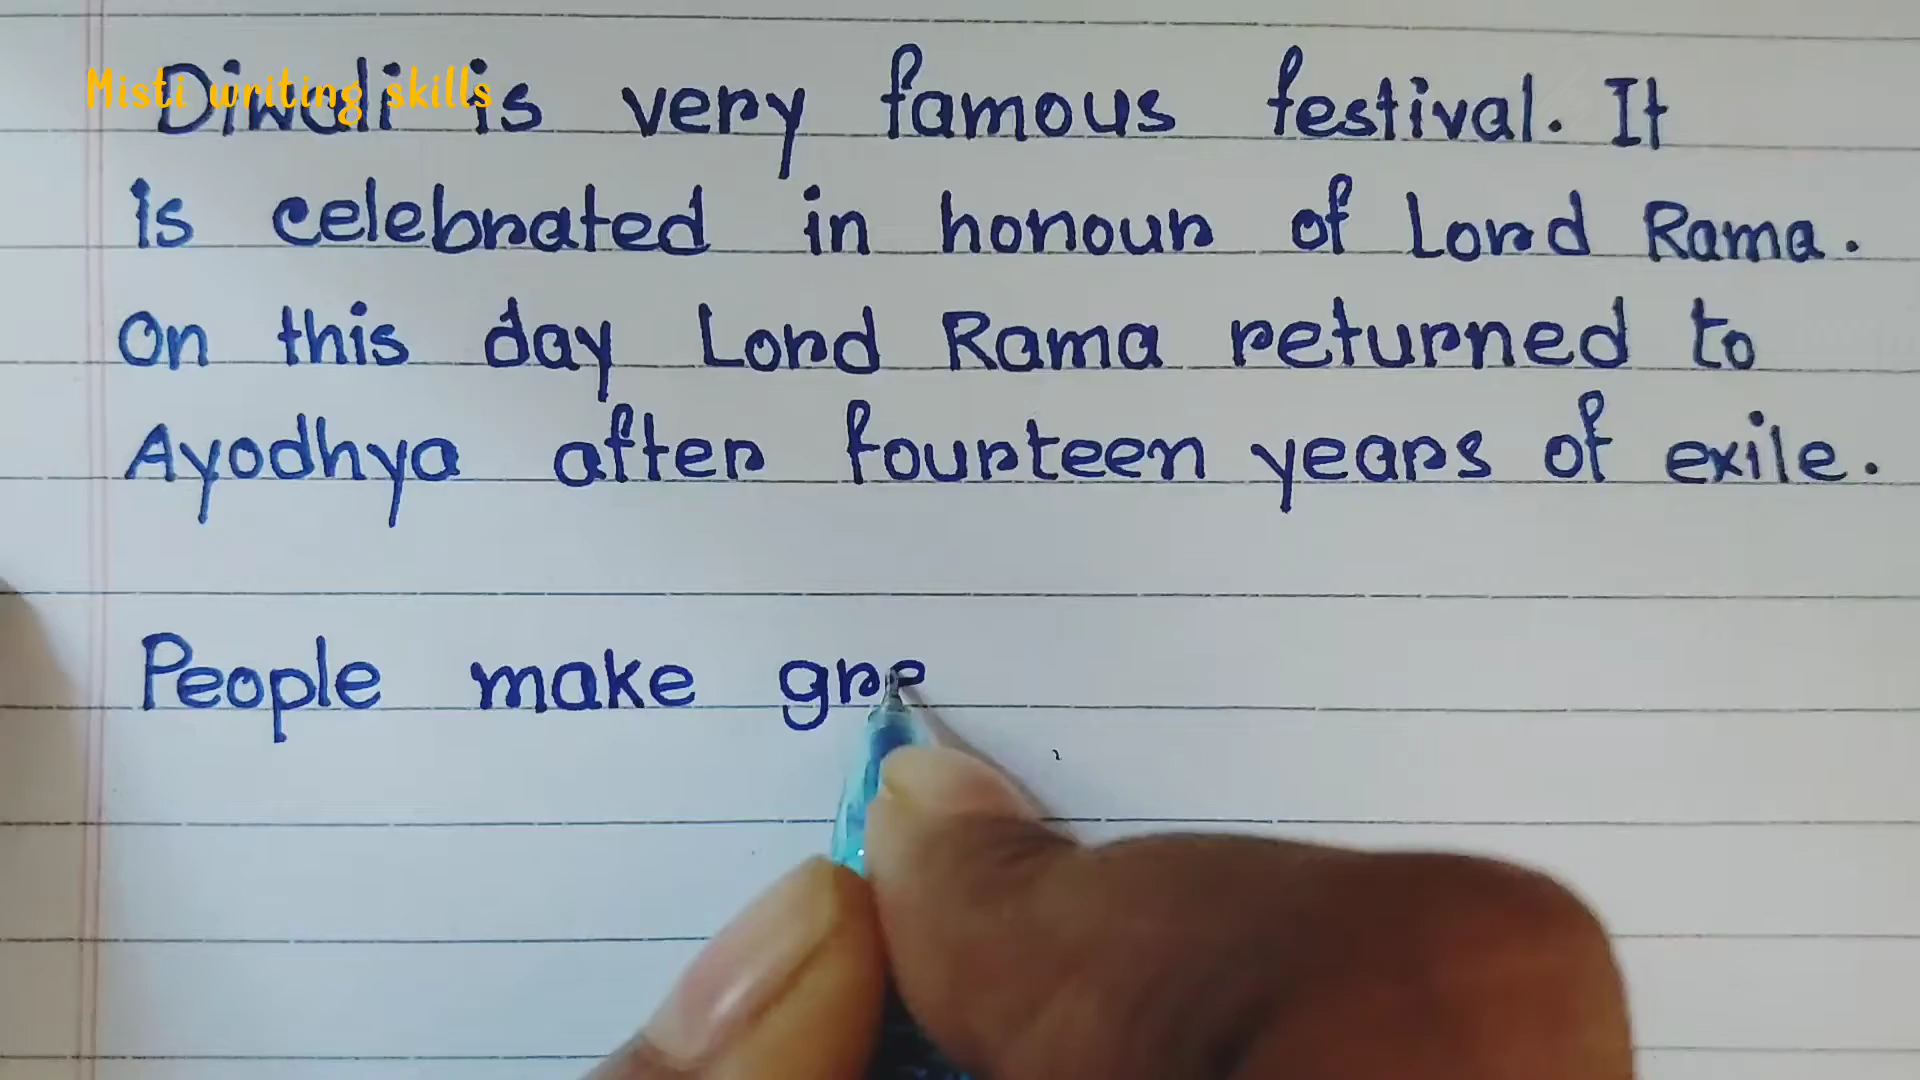 Misti writing skills
Diwali is very famous festival. It
is celebrated in honour of Lord Rama.
On this day Lord Rama returned to
Ayodhya after fourteen years of exile.
People make gre